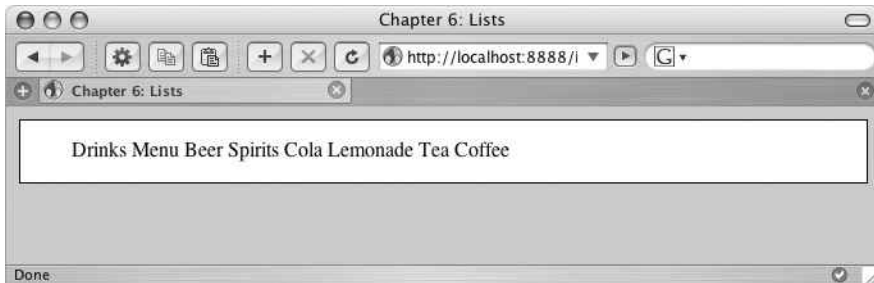 Chapter 6: Lists
http://localhost:8888/i
G
Chapter 6: Lists
Drinks Menu Beer Spirits Cola Lemonade Tea Coffee
Done